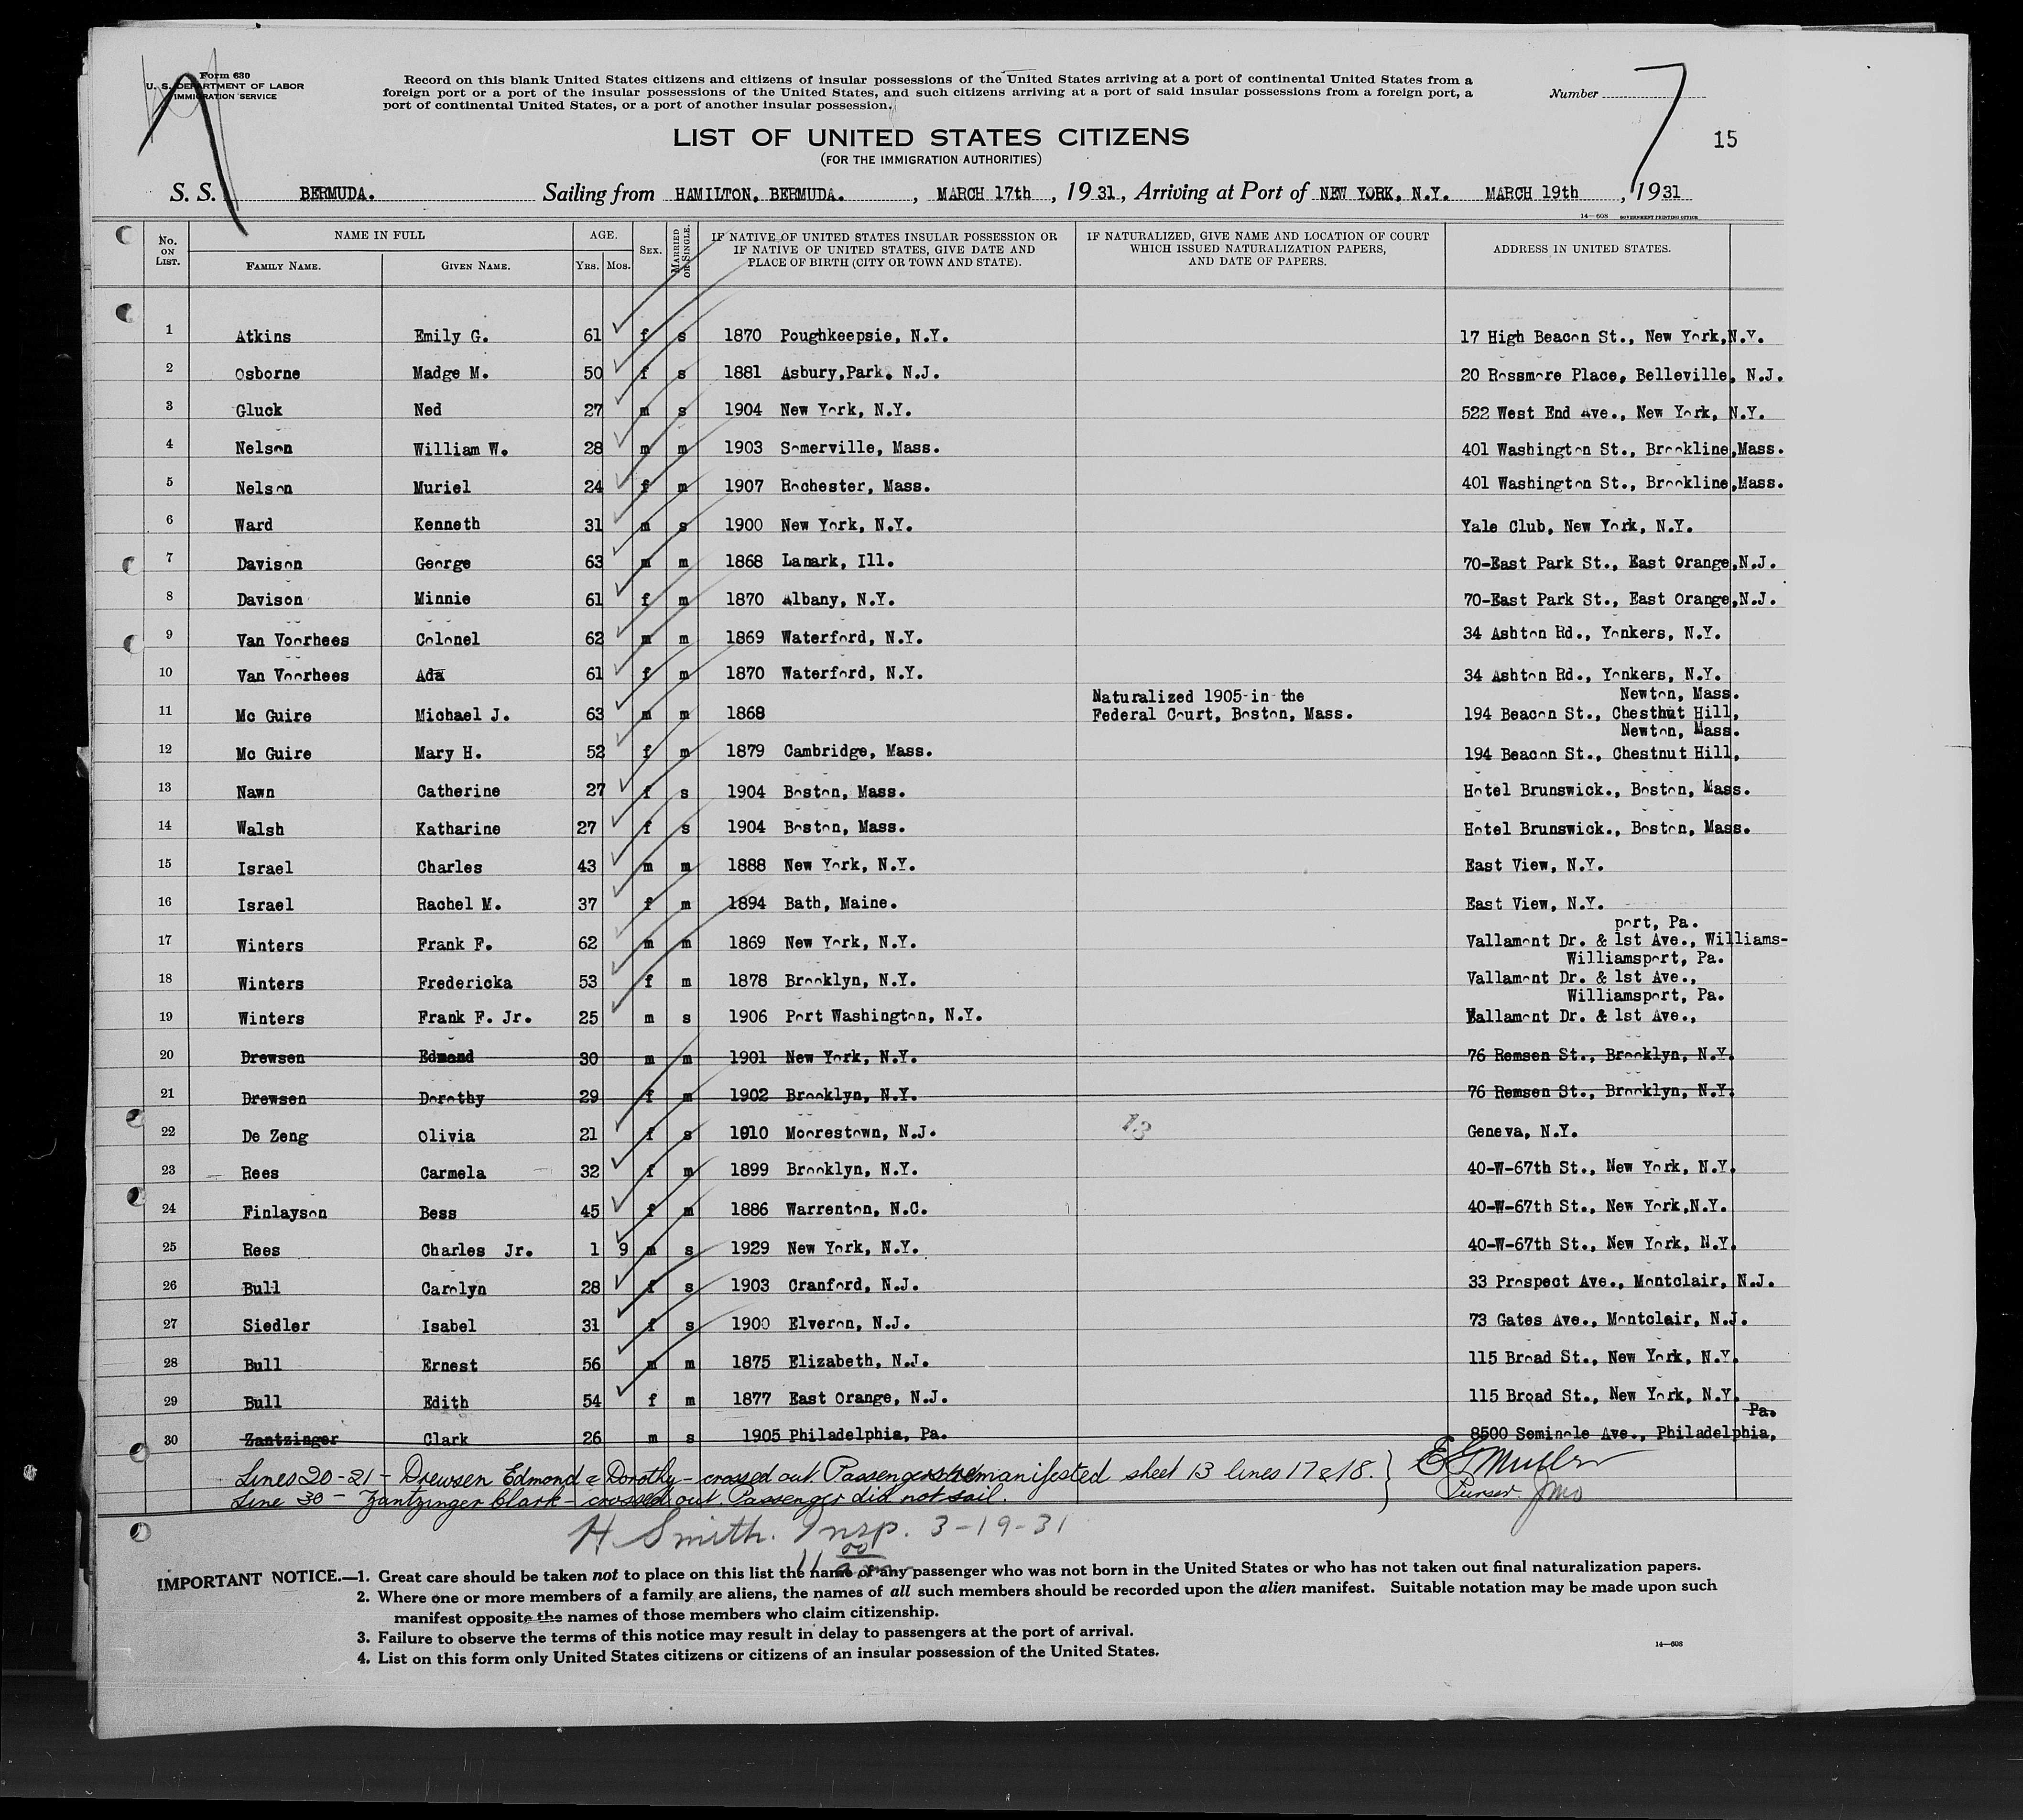 Form 630
U. S. DEPARTMENT OF LABOR
IMMIGRATION SERVICE
Record on this blank United States citizens and citizens of insular possessions of the United States arriving at a port of continental United States from a
foreign port or a port of the insular possessions of the United States, and such citizens arriving at a port of said insular possessions from a foreign port, a
port of continental United States, or a port of another insular possession.
Number 7
15
LIST OF UNITED STATES CITIZENS
(FOR THE IMMIGRATION AUTHORITIES)
S. S. BERMUDA. Sailing from HAMILTON, BERMUDA. , MARCH 17th , 1931, Arriving at Port of NEW YORK, N.Y. MARCH 19th , 1931
14—608 GOVERNMENT PRINTING OFFICE
No. ON LIST. NAME IN FULL AGE. SEX. MARRIED OR SINGLE. IF NATIVE OF UNITED STATES INSULAR POSSESSION OR IF NATIVE OF UNITED STATES, GIVE DATE AND PLACE OF BIRTH (CITY OR TOWN AND STATE). IF NATURALIZED, GIVE NAME AND LOCATION OF COURT WHICH ISSUED NATURALIZATION PAPERS, AND DATE OF PAPERS. ADDRESS IN UNITED STATES.
FAMILY NAME. GIVEN NAME. YRS. MOS.
1 Atkins Emily G. 61 f s 1870 Poughkeepsie, N.Y. 17 High Beacon St., New York,N.Y.
2 Osborne Madge M. 50 f s 1881 Asbury,Park, N.J. 20 Rossmore Place, Belleville, N.J.
3 Gluck Ned 27 m s 1904 New York, N.Y. 522 West End Ave., New York, N.Y.
4 Nelson William W. 28 m m 1903 Somerville, Mass. 401 Washington St., Brookline,Mass.
5 Nelson Muriel 24 f m 1907 Rochester, Mass. 401 Washington St., Brookline,Mass.
6 Ward Kenneth 31 m s 1900 New York, N.Y. Yale Club, New York, N.Y.
7 Davison George 63 m m 1868 Lanark, Ill. 70-East Park St., East Orange,N.J.
8 Davison Minnie 61 f m 1870 Albany, N.Y. 70-East Park St., East Orange,N.J.
9 Van Voorhees Colonel 62 m m 1869 Waterford, N.Y. 34 Ashton Rd., Yonkers, N.Y.
10 Van Voorhees Ada 61 f m 1870 Waterford, N.Y. 34 Ashton Rd., Yonkers, N.Y.
Naturalized 1905-in the Newton, Mass.
11 Mc Guire Michael J. 63 m m 1868 Federal Court, Boston, Mass. 194 Beacon St., Chestnut Hill,
Newton, Mass.
12 Mc Guire Mary H. 52 f m 1879 Cambridge, Mass. 194 Beacon St., Chestnut Hill,
13 Nawn Catherine 27 f s 1904 Boston, Mass. Hotel Brunswick., Boston, Mass.
14 Walsh Katharine 27 f s 1904 Boston, Mass. Hotel Brunswick., Boston, Mass.
15 Israel Charles 43 m m 1888 New York, N.Y. East View, N.Y.
16 Israel Rachel M. 37 f m 1894 Bath, Maine. East View, N.Y.
port, Pa.
17 Winters Frank F. 62 m m 1869 New York, N.Y. Vallamont Dr. & 1st Ave., Williams-
Williamsport, Pa.
18 Winters Fredericka 53 f m 1878 Brooklyn, N.Y. Vallamont Dr. & 1st Ave.,
Williamsport, Pa.
19 Winters Frank F. Jr. 25 m s 1906 Port Washington, N.Y. Vallamont Dr. & 1st Ave.,
20 Drewsen Edmond 30 m m 1901 New York, N.Y. 76 Remsen St., Brooklyn, N.Y.
21 Drewsen Dorothy 29 f m 1902 Brooklyn, N.Y. 76 Remsen St., Brooklyn, N.Y.
22 De Zeng Olivia 21 f s 1910 Moorestown, N.J. 13 Geneva, N.Y.
23 Rees Carmela 32 f m 1899 Brooklyn, N.Y. 40-W-67th St., New York, N.Y.
24 Finlayson Bess 45 f m 1886 Warrenton, N.C. 40-W-67th St., New York,N.Y.
25 Rees Charles Jr. 1 9 m s 1929 New York, N.Y. 40-W-67th St., New York, N.Y.
26 Bull Carolyn 28 f s 1903 Cranford, N.J. 33 Prospect Ave., Montclair, N.J.
27 Siedler Isabel 31 f s 1900 Elveron, N.J. 73 Gates Ave., Montclair, N.J.
28 Bull Ernest 56 m m 1875 Elizabeth, N.J. 115 Broad St., New York, N.Y.
29 Bull Edith 54 f m 1877 East Orange, N.J. 115 Broad St., New York, N.Y.
Pa.
30 Zantzinger Clark 26 m s 1905 Philadelphia, Pa. 8500 Seminole Ave., Philadelphia,
Lines 20-21 - Drewsen Edmond & Dorothy - crossed out. Passengers manifested sheet 13 lines 17 & 18. } E G Muller
Line 30 - Zantzinger Clark - crossed out. Passenger did not sail. Purser
H. Smith. Insp. 3-19-31
11 00
IMPORTANT NOTICE.—1. Great care should be taken not to place on this list the name of any passenger who was not born in the United States or who has not taken out final naturalization papers.
2. Where one or more members of a family are aliens, the names of all such members should be recorded upon the alien manifest. Suitable notation may be made upon such
manifest opposite the names of those members who claim citizenship.
3. Failure to observe the terms of this notice may result in delay to passengers at the port of arrival.
4. List on this form only United States citizens or citizens of an insular possession of the United States.
14—608